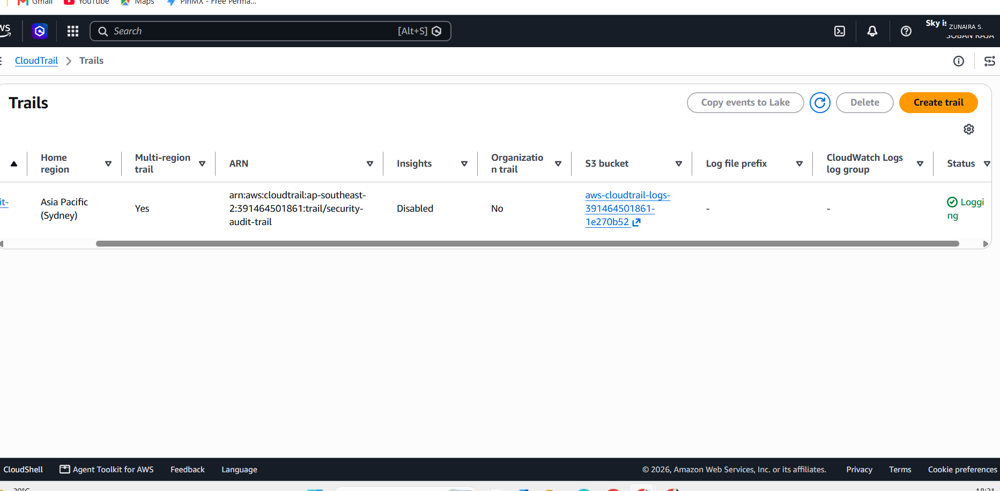 Gmail YouTube Maps PinMX - Free Perma...
Search [Alt+S] Sky is ZUNAIRA S.
SOBAN RAJA
CloudTrail Trails
Trails Copy events to Lake Delete Create trail
Home region Multi-region trail ARN Insights Organizatio n trail S3 bucket Log file prefix CloudWatch Logs log group Status
it-
Asia Pacific (Sydney)
Yes
arn:aws:cloudtrail:ap-southeast-
2:391464501861:trail/security-
audit-trail
Disabled
No
aws-cloudtrail-logs-
391464501861-
1e270b52
-
-
Loggi
ng
CloudShell Agent Toolkit for AWS Feedback Language © 2026, Amazon Web Services, Inc. or its affiliates. Privacy Terms Cookie preferences